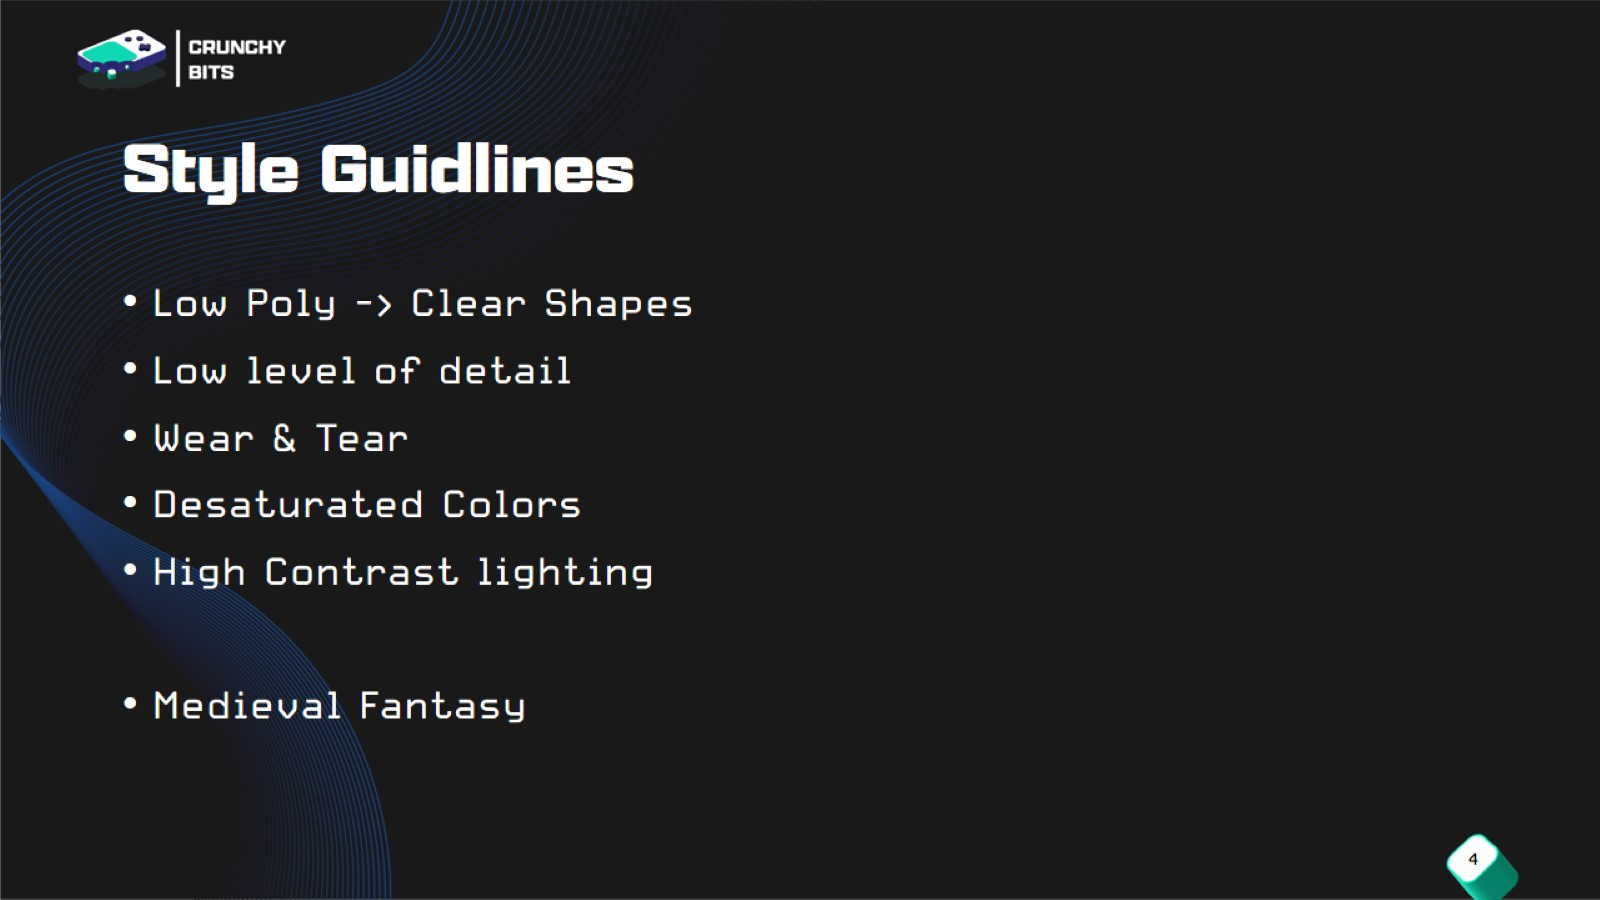 CRUNCHY
BITS
Style Guidlines
• Low Poly -> Clear Shapes
• Low level of detail
• Wear & Tear
• Desaturated Colors
• High Contrast lighting
• Medieval Fantasy
4